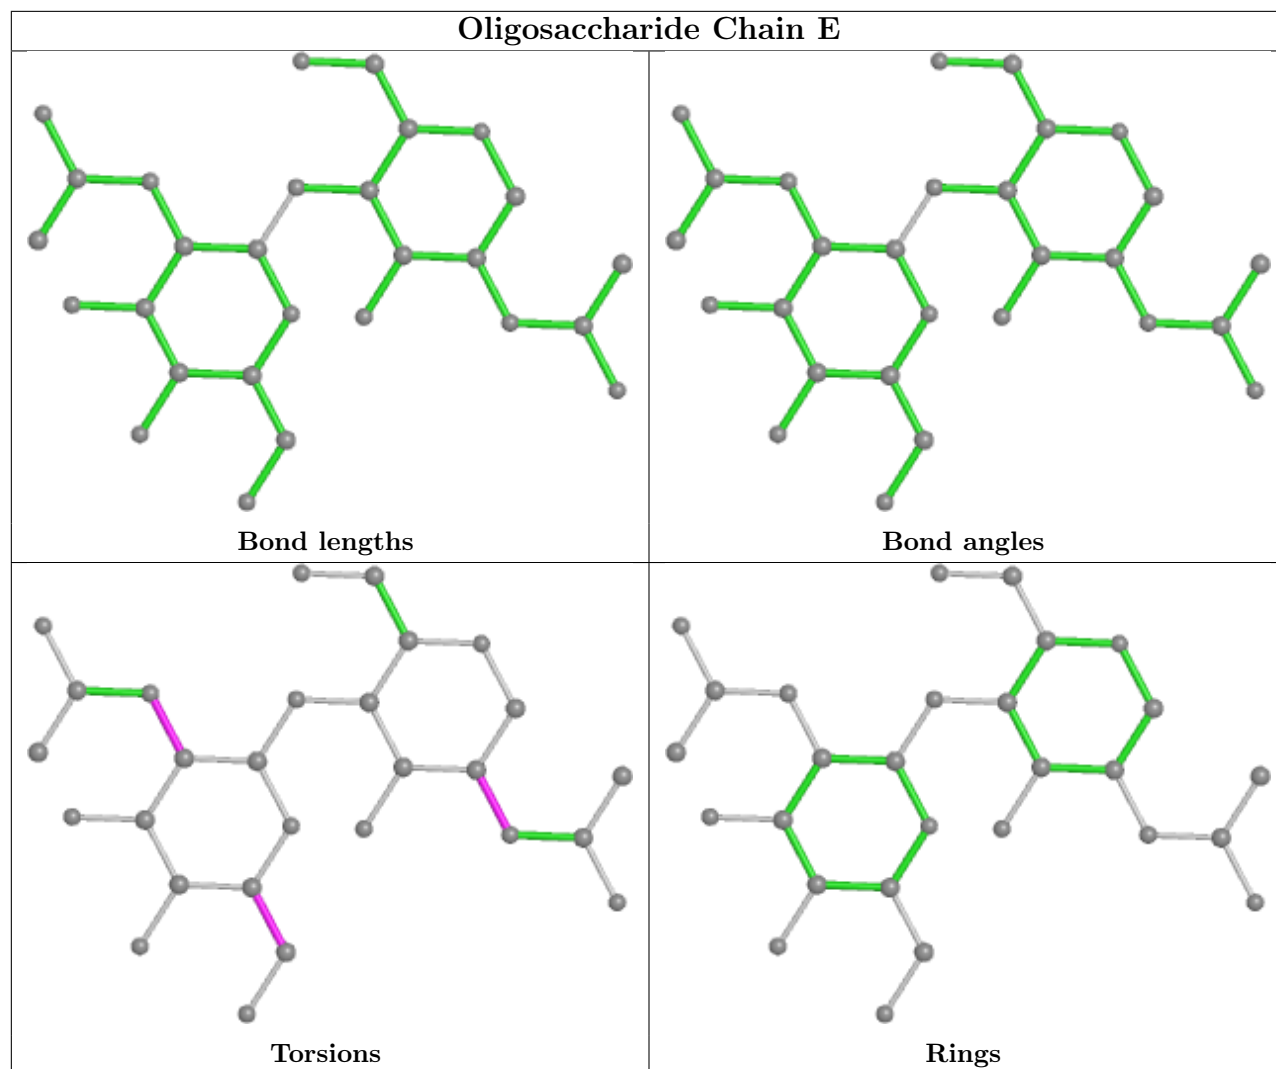 Oligosaccharide Chain E
Bond lengths
Bond angles
Torsions
Rings